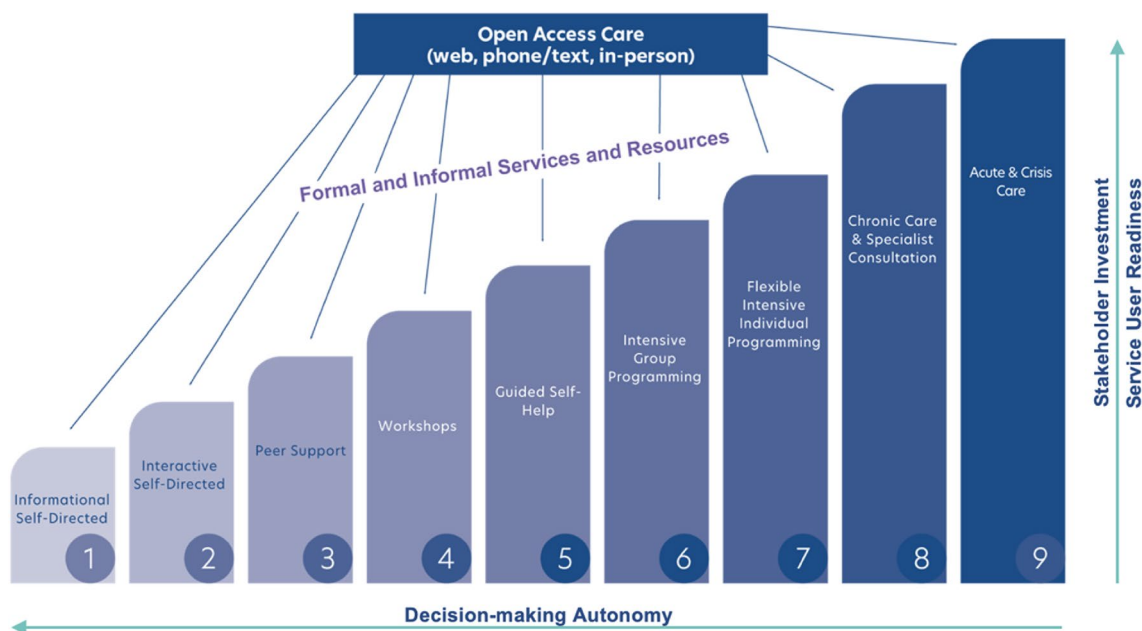 Open Access Care
(web, phone/text, in-person)
Formal and Informal Services and Resources
Informational
Self-Directed
1
Interactive
Self-Directed
2
Peer Support
3
Workshops
4
Guided Self-
Help
5
Intensive
Group
Programming
6
Flexible
Intensive
Individual
Programming
7
Chronic Care
& Specialist
Consultation
8
Acute & Crisis
Care
9
Stakeholder Investment
Service User Readiness
Decision-making Autonomy